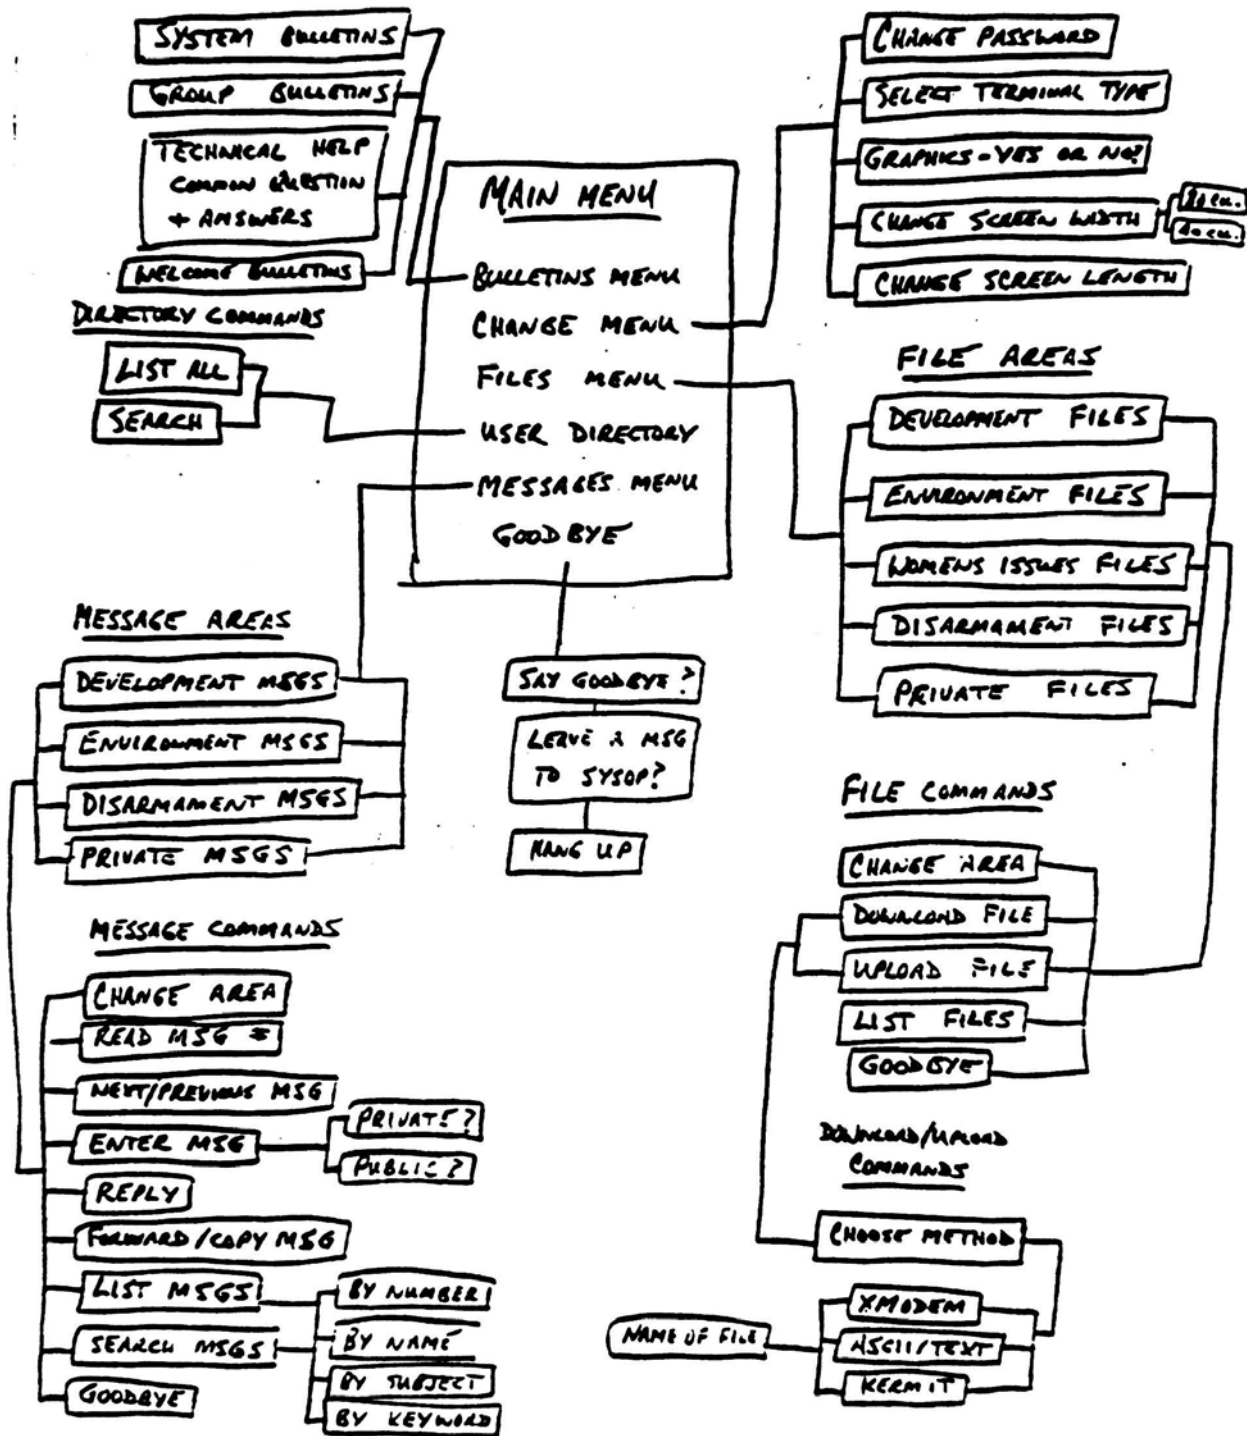 SYSTEM BULLETINS
GROUP BULLETINS
TECHNICAL HELP
COMMON QUESTION
+ ANSWERS
WELCOME BULLETINS
DIRECTORY COMMANDS
LIST ALL
SEARCH
MAIN MENU
BULLETINS MENU
CHANGE MENU
FILES MENU
USER DIRECTORY
MESSAGES MENU
GOODBYE
SAY GOODBYE?
LEAVE A MSG
TO SYSOP?
HANG UP
CHANGE PASSWORD
SELECT TERMINAL TYPE
GRAPHICS - YES OR NO?
CHANGE SCREEN WIDTH
CHANGE SCREEN LENGTH
FILE AREAS
DEVELOPMENT FILES
ENVIRONMENT FILES
WOMENS ISSUES FILES
DISARMAMENT FILES
PRIVATE FILES
MESSAGE AREAS
DEVELOPMENT MSGS
ENVIRONMENT MSGS
DISARMAMENT MSGS
PRIVATE MSGS
MESSAGE COMMANDS
CHANGE AREA
READ MSG #
NEXT/PREVIOUS MSG
ENTER MSG
PRIVATE?
PUBLIC?
REPLY
FORWARD/COPY MSG
LIST MSGS
SEARCH MSGS
BY NUMBER
BY NAME
BY SUBJECT
BY KEYWORD
GOODBYE
FILE COMMANDS
CHANGE AREA
DOWNLOAD FILE
UPLOAD FILE
LIST FILES
GOODBYE
DOWNLOAD/UPLOAD
COMMANDS
CHOOSE METHOD
XMODEM
ASCII/TEXT
KERMIT
NAME OF FILE